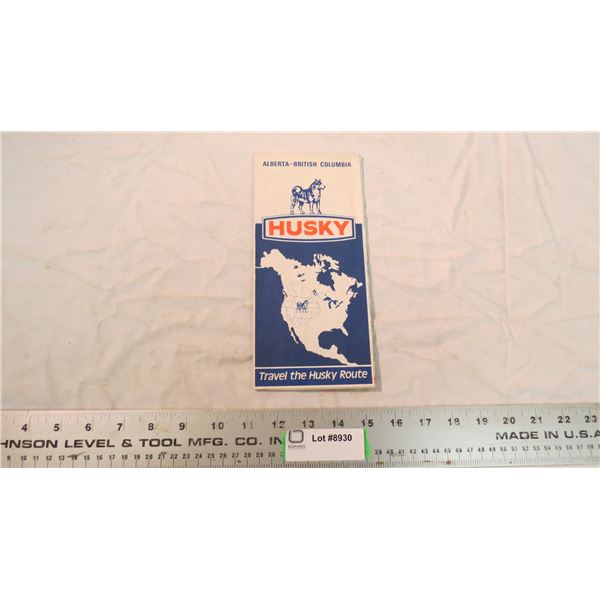 ALBERTA–BRITISH COLUMBIA
HUSKY
Travel the Husky Route
4 5 6 7 8 9 10 11 12 13 14 15 16 17 18 19 20 21 22 23
HNSON LEVEL & TOOL MFG. CO. IN
MADE IN U.S.A
Lot #8930